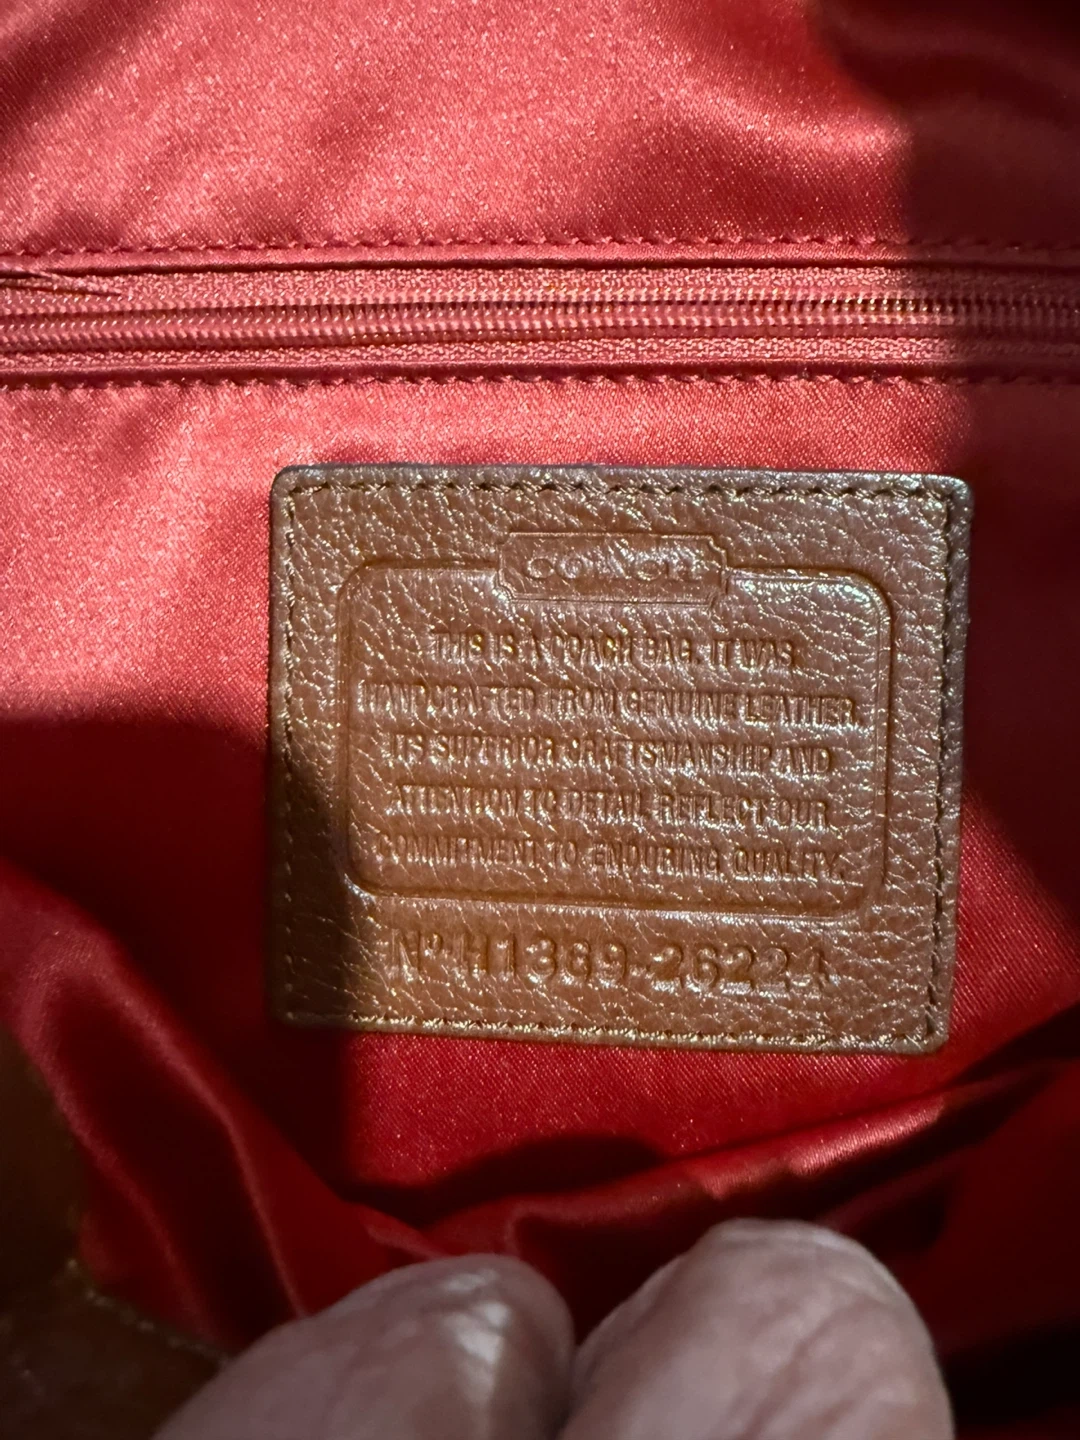 COACH
THIS IS A COACH BAG. IT WAS
HANDCRAFTED FROM GENUINE LEATHER.
ITS SUPERIOR CRAFTSMANSHIP AND
ATTENTION TO DETAIL REFLECT OUR
COMMITMENT TO ENDURING QUALITY.
Nº H1389-26224